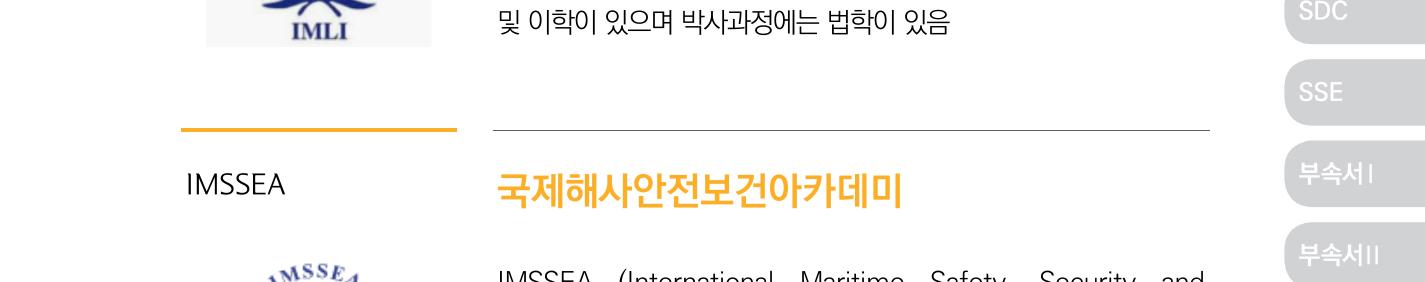 IMLI
및 이학이 있으며 박사과정에는 법학이 있음
SDC
SSE
부속서 I
부속서 II
IMSSEA
국제해사안전보건아카데미
IMSSEA
IMSSEA (International Maritime Safety, Security and